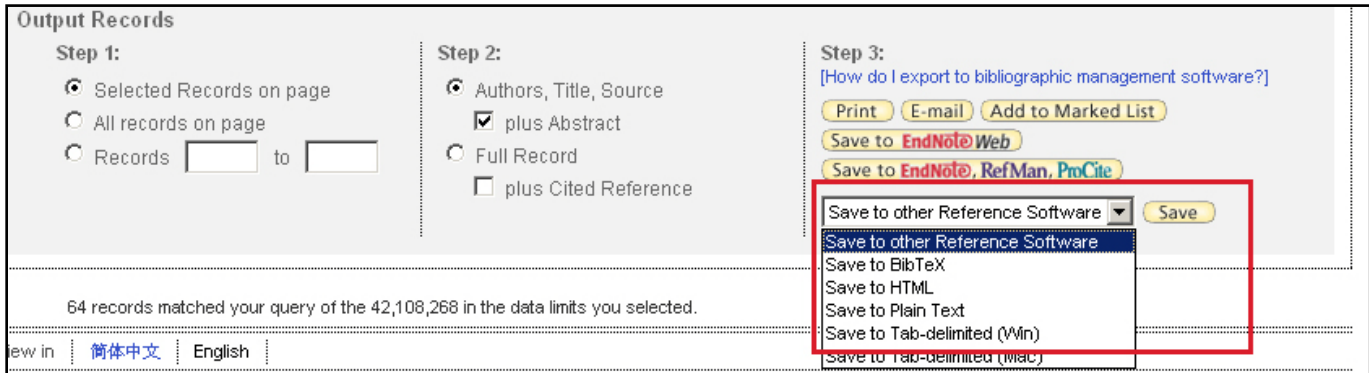 Output Records
Step 1:
Selected Records on page
All records on page
Records to
Step 2:
Authors, Title, Source
plus Abstract
Full Record
plus Cited Reference
Step 3:
[How do I export to bibliographic management software?]
Print E-mail Add to Marked List
Save to EndNote Web
Save to EndNote, RefMan, ProCite
Save to other Reference Software Save
Save to other Reference Software
Save to BibTeX
Save to HTML
Save to Plain Text
Save to Tab-delimited (Win)
Save to Tab-delimited (Mac)
64 records matched your query of the 42,108,268 in the data limits you selected.
iew in 简体中文 English